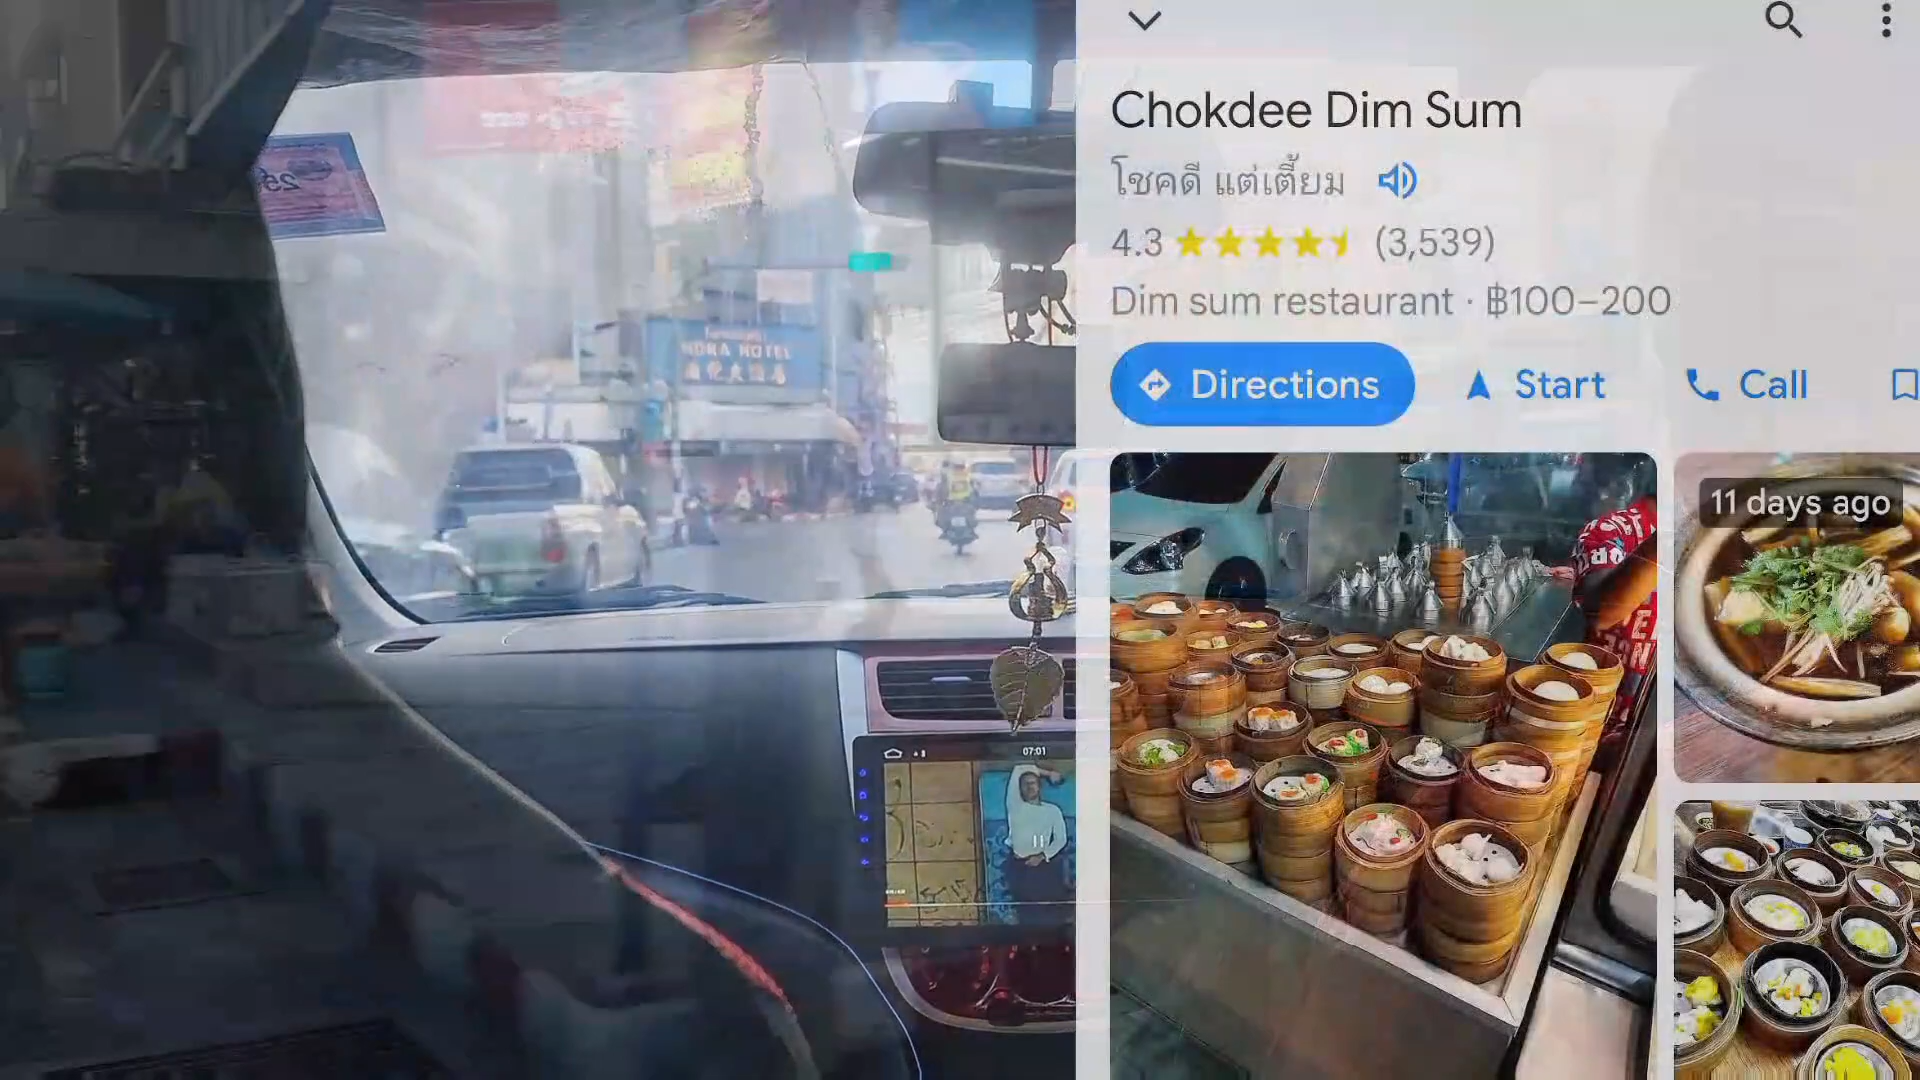 Chokdee Dim Sum
โชคดี แต่เตี้ยม
4.3 (3,539)
Dim sum restaurant · ฿100–200
Directions
Start
Call
11 days ago
HOTEL
07:01